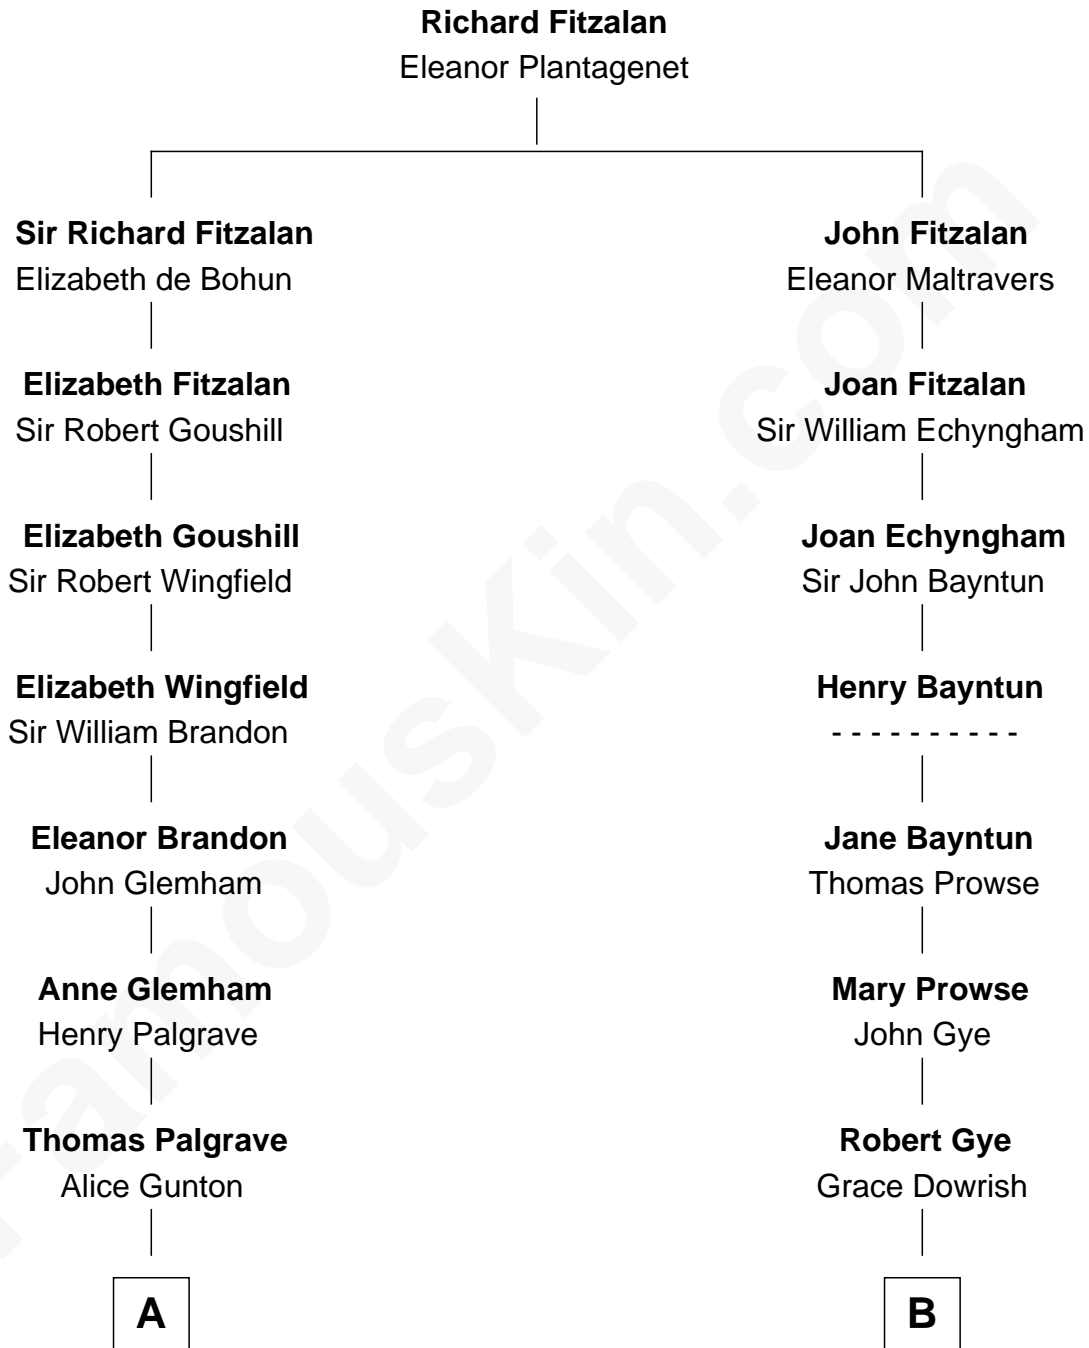 Richard Fitzalan
Eleanor Plantagenet
Sir Richard Fitzalan
Elizabeth de Bohun
Elizabeth Fitzalan
Sir Robert Goushill
Elizabeth Goushill
Sir Robert Wingfield
Elizabeth Wingfield
Sir William Brandon
Eleanor Brandon
John Glemham
Anne Glemham
Henry Palgrave
Thomas Palgrave
Alice Gunton
A
John Fitzalan
Eleanor Maltravers
Joan Fitzalan
Sir William Echyngham
Joan Echyngham
Sir John Bayntun
Henry Bayntun
- - - - - - - - - -
Jane Bayntun
Thomas Prowse
Mary Prowse
John Gye
Robert Gye
Grace Dowrish
B
FamousKin.com